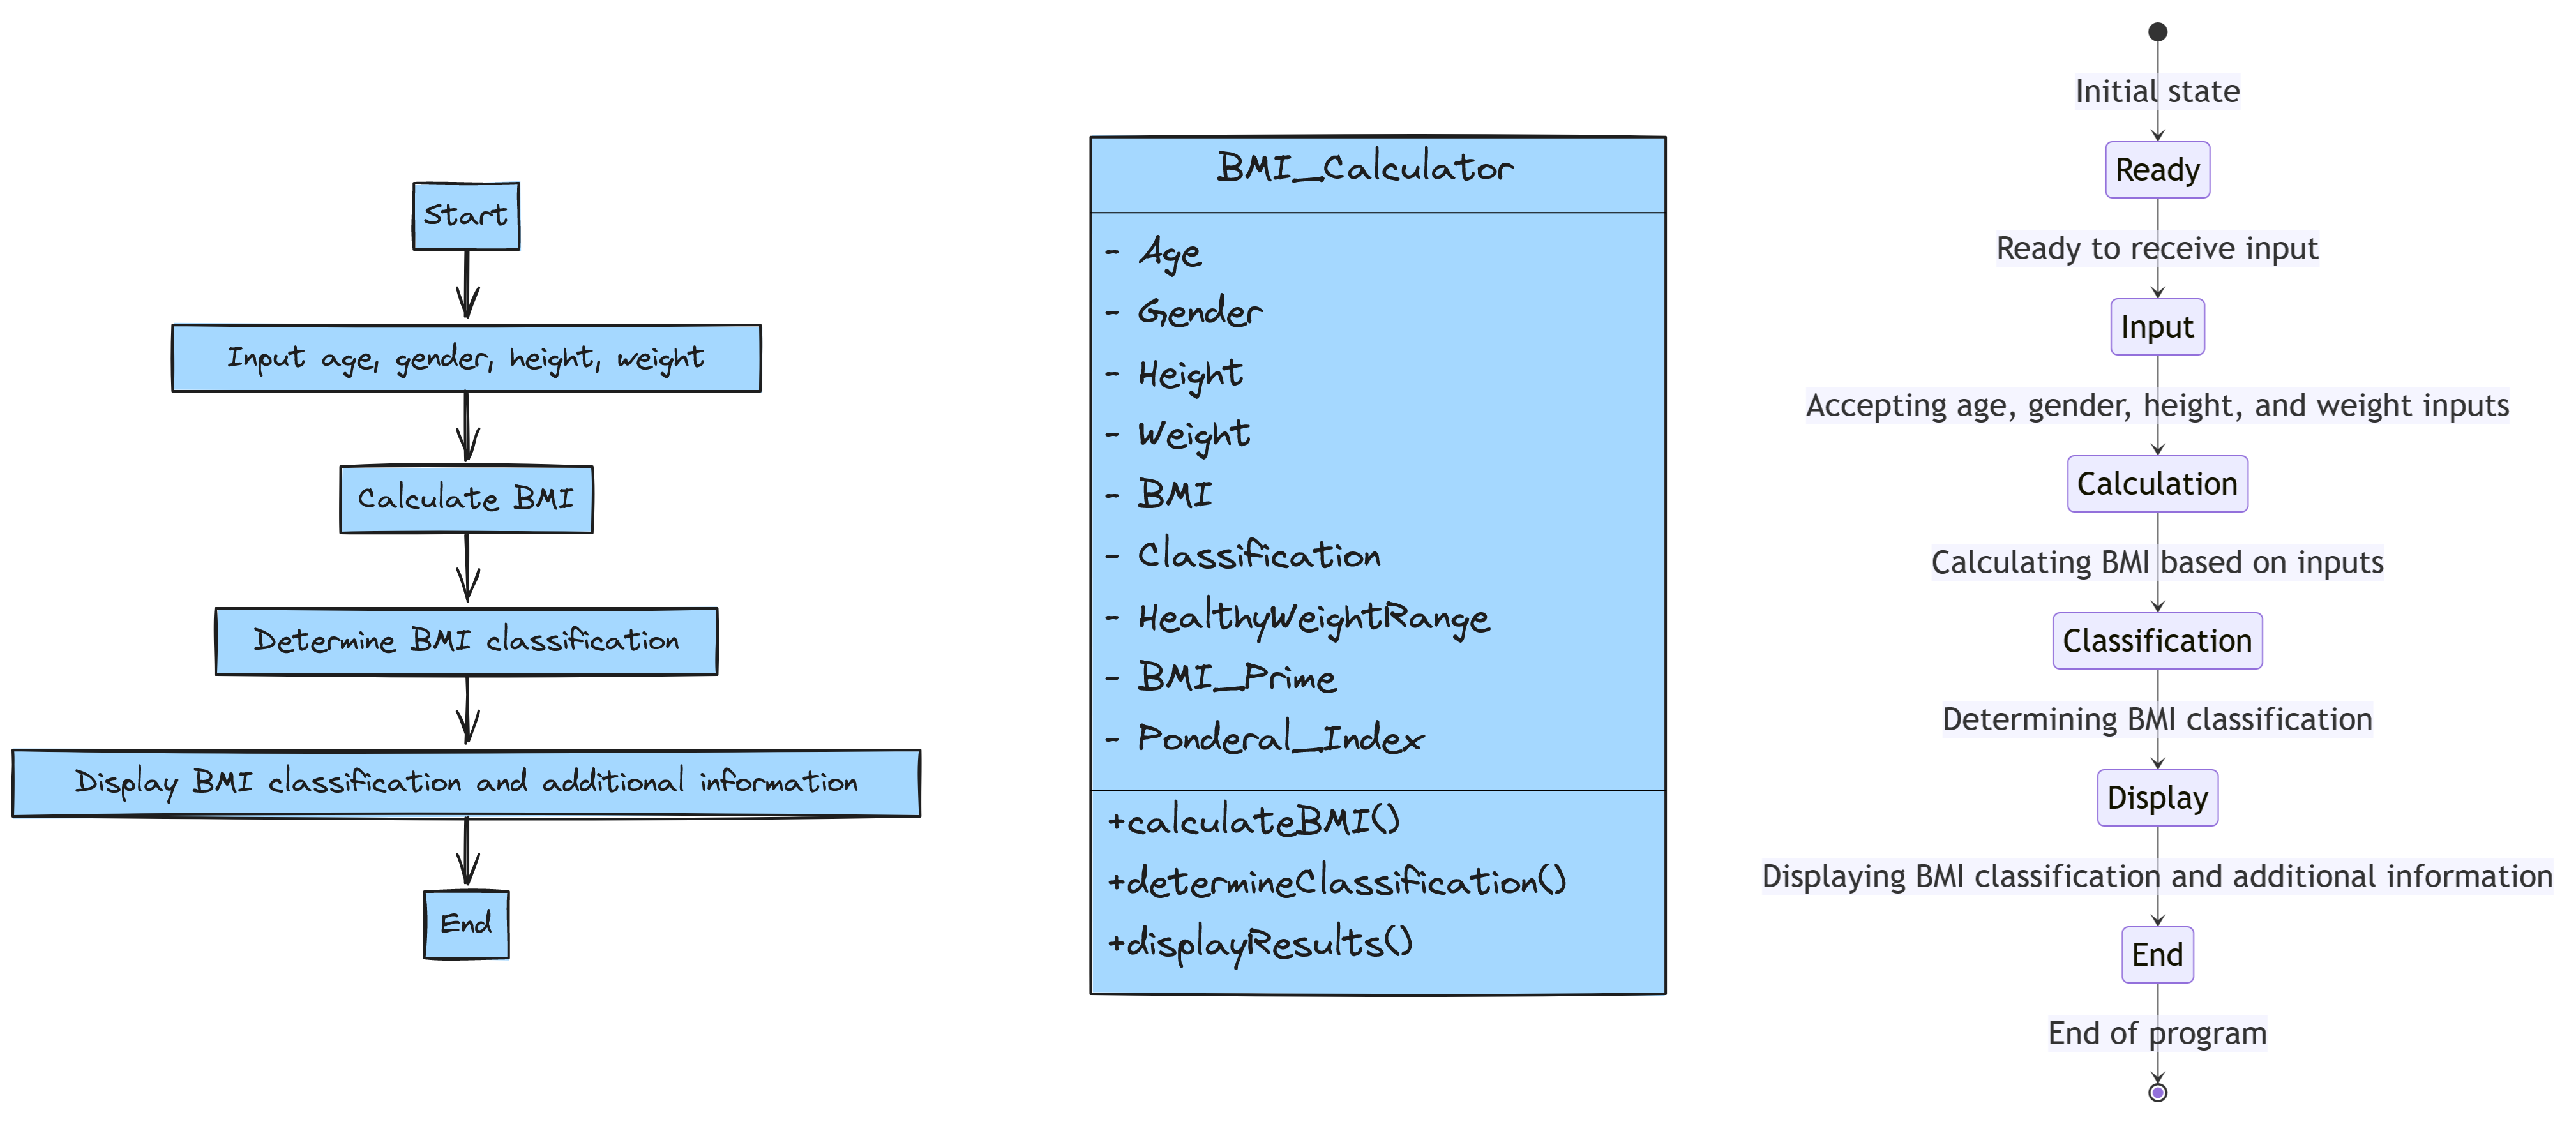 Start
Input age, gender, height, weight
Calculate BMI
Determine BMI classification
Display BMI classification and additional information
End
BMI_Calculator
- Age
- Gender
- Height
- Weight
- BMI
- Classification
- HealthyWeightRange
- BMI_Prime
- Ponderal_Index
+calculateBMI()
+determineClassification()
+displayResults()
Initial state
Ready
Ready to receive input
Input
Accepting age, gender, height, and weight inputs
Calculation
Calculating BMI based on inputs
Classification
Determining BMI classification
Display
Displaying BMI classification and additional information
End
End of program